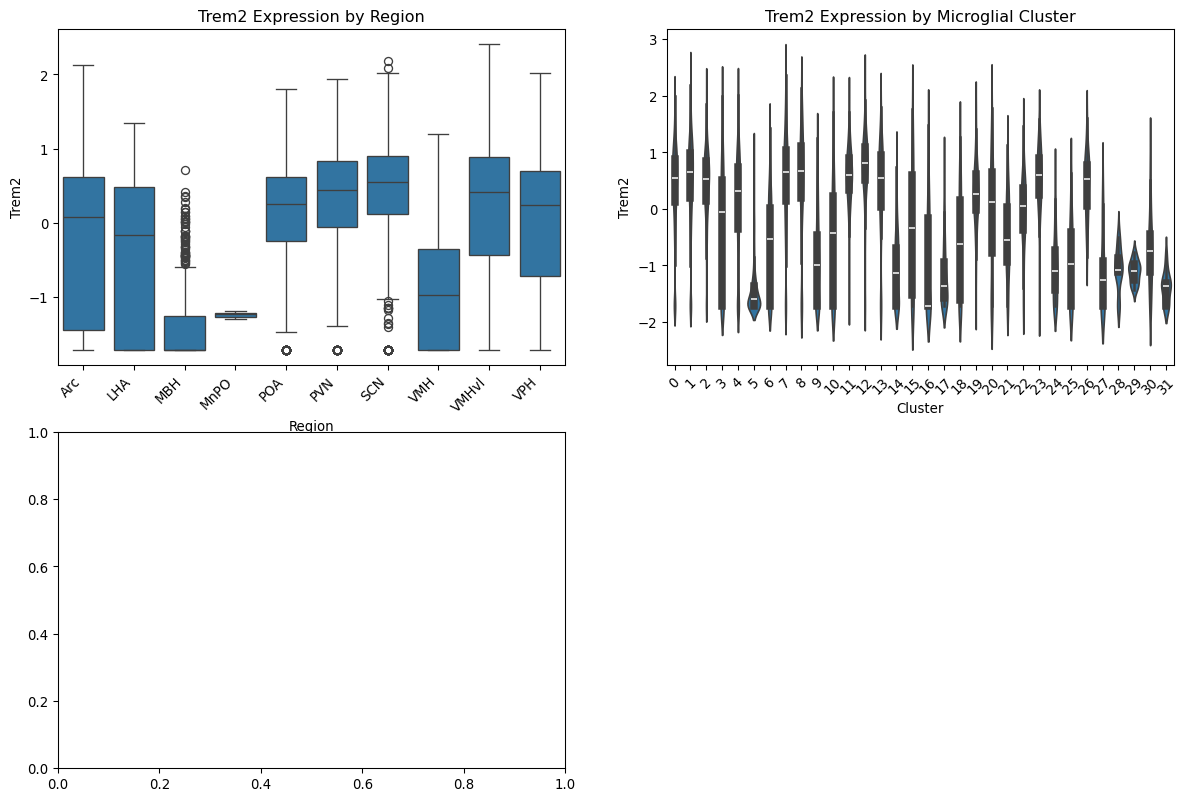 Trem2 Expression by Region
Trem2
2
1
0
−1
Arc
LHA
MBH
MnPO
POA
PVN
SCN
VMH
VMHvl
VPH
Region
Trem2 Expression by Microglial Cluster
Trem2
3
2
1
0
−1
−2
0
1
2
3
4
5
6
7
8
9
10
11
12
13
14
15
16
17
18
19
20
21
22
23
24
25
26
27
28
29
30
31
Cluster
1.0
0.8
0.6
0.4
0.2
0.0
0.0 0.2 0.4 0.6 0.8 1.0